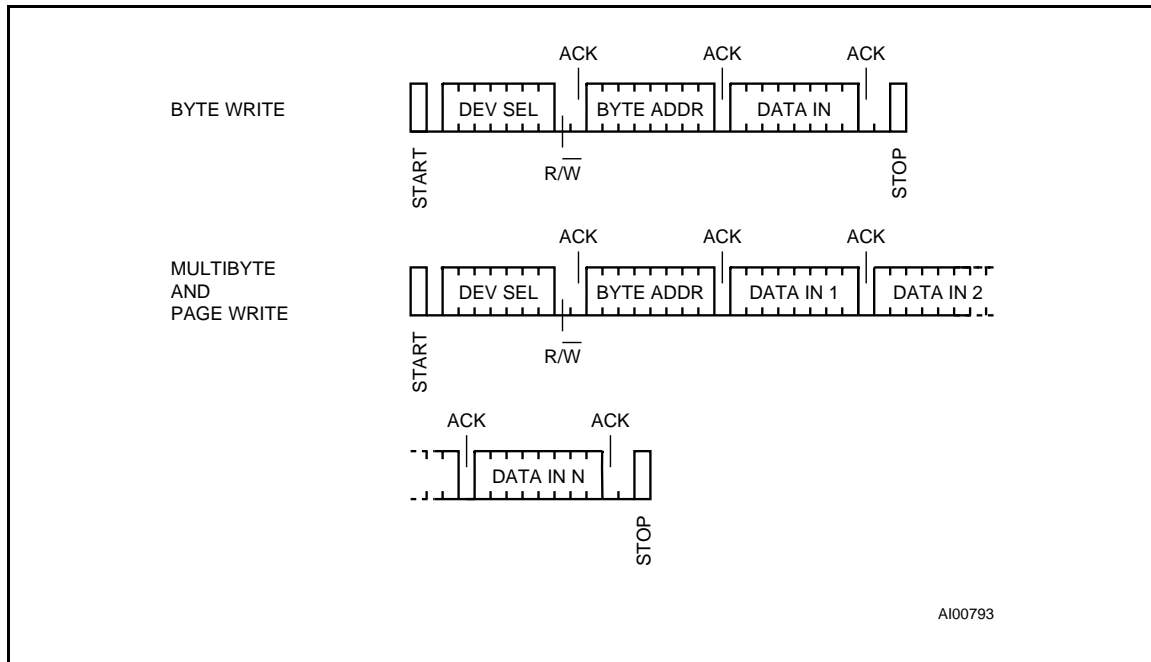 ACK ACK ACK
BYTE WRITE DEV SEL BYTE ADDR DATA IN
R/W̅
START STOP
ACK ACK ACK
MULTIBYTE
AND
PAGE WRITE
DEV SEL BYTE ADDR DATA IN 1 DATA IN 2
R/W̅
START
ACK ACK
DATA IN N
STOP
AI00793